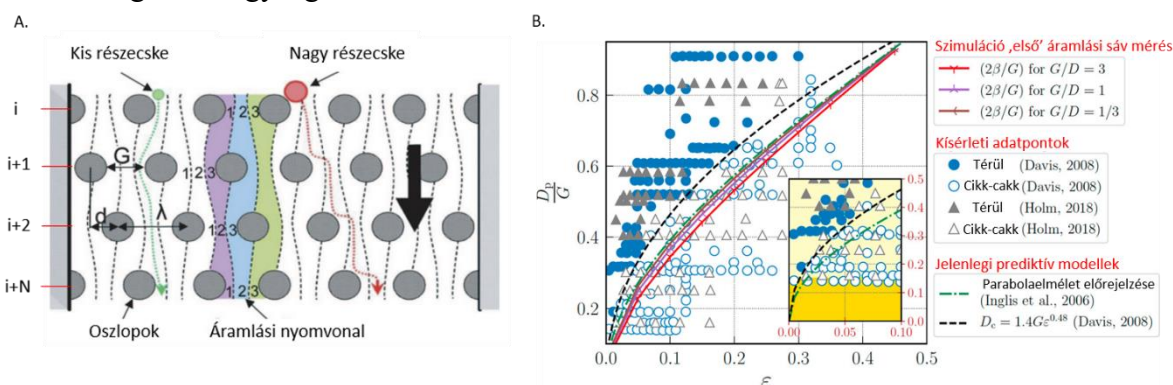 A.
Kis részecske
Nagy részecske
i
i+1
i+2
i+N
G
d
λ
1 2 3
1 2 3
1 2 3
1 2 3
Oszlopok
Áramlási nyomvonal
B.
D_p/G
0.8
0.6
0.4
0.2
0.0
0.1
0.2
0.3
0.4
0.5
ε
0.5
0.4
0.3
0.2
0.1
0.0
0.00
0.05
0.10
Szimuláció ‚első’ áramlási sáv mérés
(2β/G) for G/D = 3
(2β/G) for G/D = 1
(2β/G) for G/D = 1/3
Kísérleti adatpontok
Térül (Davis, 2008)
Cikk-cakk (Davis, 2008)
Térül (Holm, 2018)
Cikk-cakk (Holm, 2018)
Jelenlegi prediktív modellek
Parabolaelmélet előrejelzése
(Inglis et al., 2006)
D_c = 1.4Gε^0.48 (Davis, 2008)